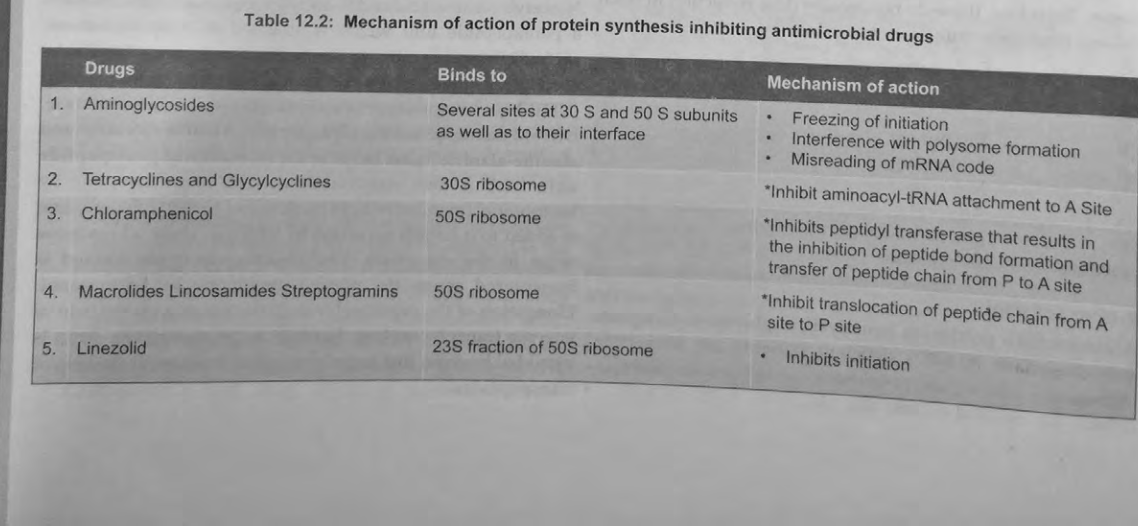 Table 12.2: Mechanism of action of protein synthesis inhibiting antimicrobial drugs
Drugs Binds to Mechanism of action
1. Aminoglycosides
Several sites at 30 S and 50 S subunits
as well as to their interface
• Freezing of initiation
• Interference with polysome formation
• Misreading of mRNA code
2. Tetracyclines and Glycylcyclines
30S ribosome
*Inhibit aminoacyl-tRNA attachment to A Site
3. Chloramphenicol
50S ribosome
*Inhibits peptidyl transferase that results in
the inhibition of peptide bond formation and
transfer of peptide chain from P to A site
4. Macrolides Lincosamides Streptogramins
50S ribosome
*Inhibit translocation of peptide chain from A
site to P site
5. Linezolid
23S fraction of 50S ribosome
• Inhibits initiation